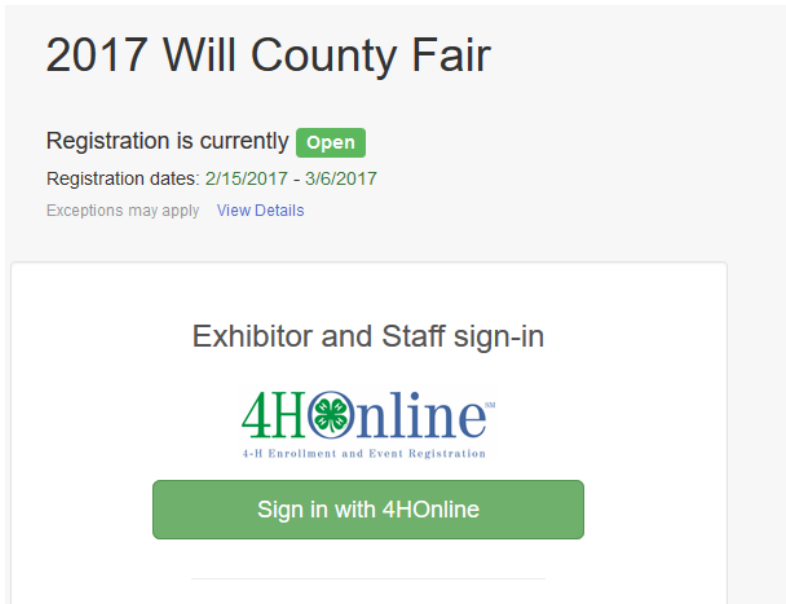 2017 Will County Fair
Registration is currently Open
Registration dates: 2/15/2017 - 3/6/2017
Exceptions may apply View Details
Exhibitor and Staff sign-in
4HOnline℠
4-H Enrollment and Event Registration
Sign in with 4HOnline